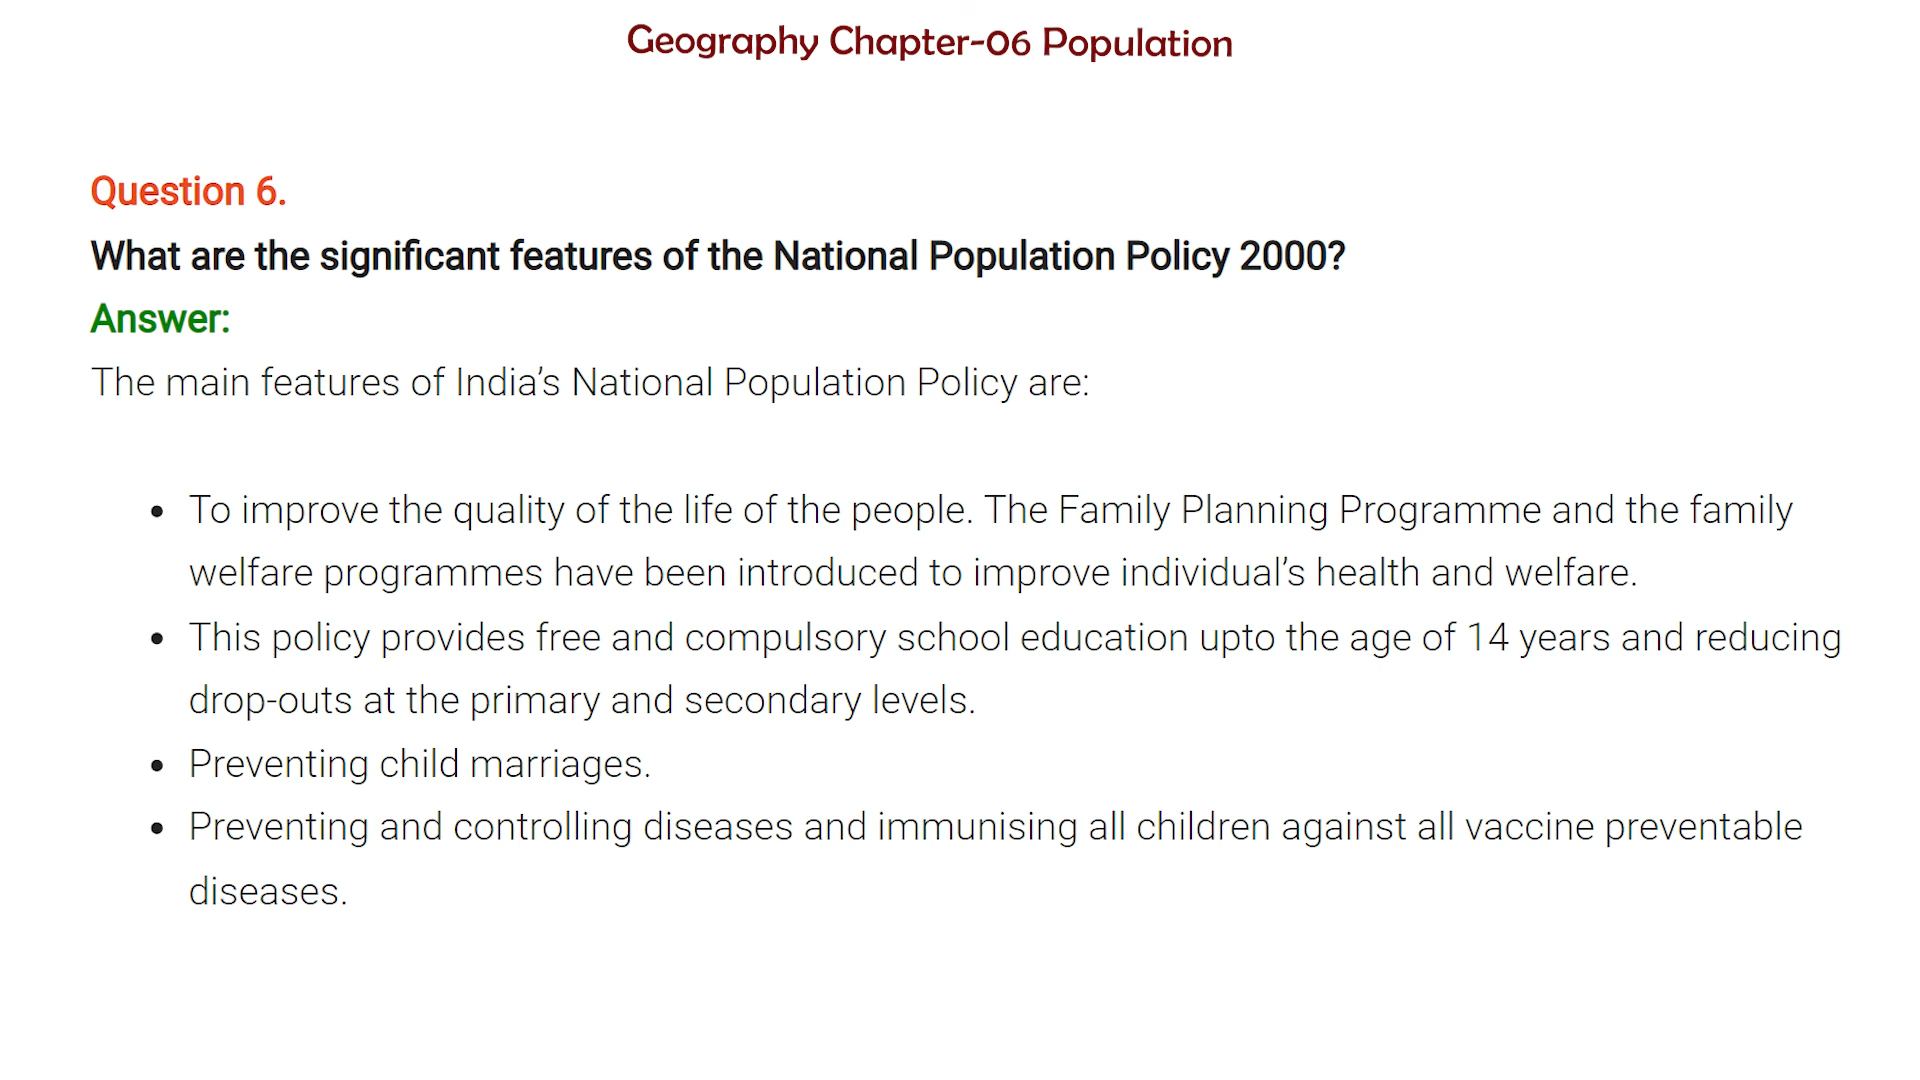 Geography Chapter-06 Population
Question 6.
What are the significant features of the National Population Policy 2000?
Answer:
The main features of India’s National Population Policy are:
• To improve the quality of the life of the people. The Family Planning Programme and the family
welfare programmes have been introduced to improve individual’s health and welfare.
• This policy provides free and compulsory school education upto the age of 14 years and reducing
drop-outs at the primary and secondary levels.
• Preventing child marriages.
• Preventing and controlling diseases and immunising all children against all vaccine preventable
diseases.